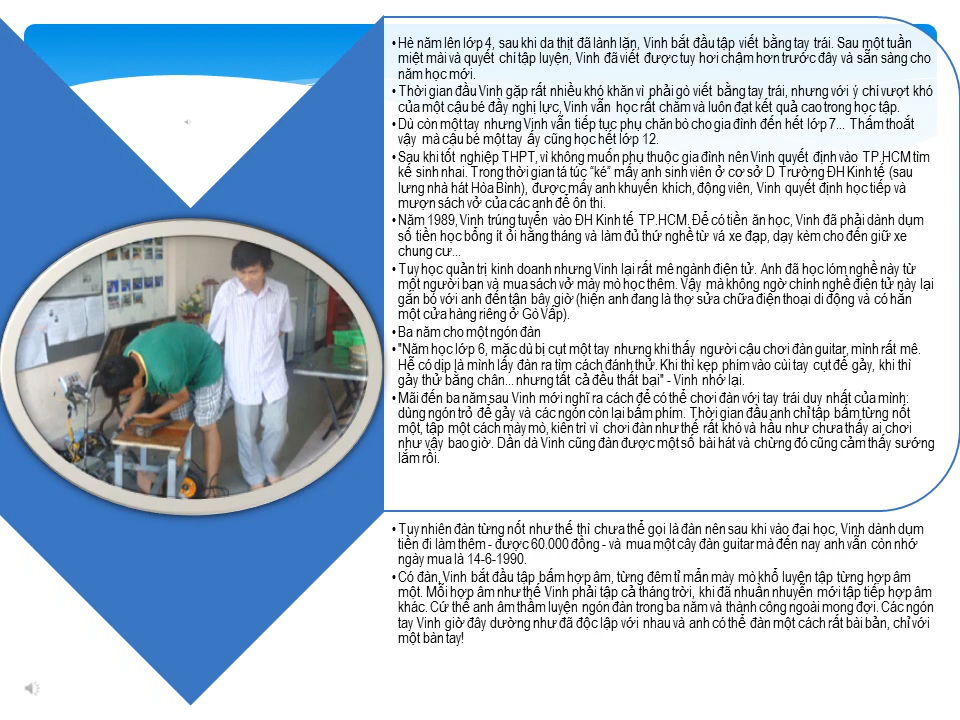 • Hè năm lên lớp 4, sau khi da thịt đã lành lặn, Vinh bắt đầu tập viết bằng tay trái. Sau một tuần
miệt mài và quyết chí tập luyện, Vinh đã viết được tuy hơi chậm hơn trước đây và sẵn sàng cho
năm học mới.
• Thời gian đầu Vinh gặp rất nhiều khó khăn vì phải gò viết bằng tay trái, nhưng với ý chí vượt khó
của một cậu bé đầy nghị lực, Vinh vẫn học rất chăm và luôn đạt kết quả cao trong học tập.
• Dù còn một tay nhưng Vinh vẫn tiếp tục phụ chăn bò cho gia đình đến hết lớp 7... Thấm thoắt
vậy mà cậu bé một tay ấy cũng học hết lớp 12.
• Sau khi tốt nghiệp THPT, vì không muốn phụ thuộc gia đình nên Vinh quyết định vào TP.HCM tìm
kế sinh nhai. Trong thời gian tá túc “ké” mấy anh sinh viên ở cơ sở D Trường ĐH Kinh tế (sau
lưng nhà hát Hòa Bình), được mấy anh khuyến khích, động viên, Vinh quyết định học tiếp và
mượn sách vở của các anh để ôn thi.
• Năm 1989, Vinh trúng tuyển vào ĐH Kinh tế TP.HCM. Để có tiền ăn học, Vinh đã phải dành dụm
số tiền học bổng ít ỏi hằng tháng và làm đủ thứ nghề từ vá xe đạp, dạy kèm cho đến giữ xe
chung cư...
• Tuy học quản trị kinh doanh nhưng Vinh lại rất mê ngành điện tử. Anh đã học lóm nghề này từ
một người bạn và mua sách vở mày mò học thêm. Vậy mà không ngờ chính nghề điện tử này lại
gắn bó với anh đến tận bây giờ (hiện anh đang là thợ sửa chữa điện thoại di động và có hẳn
một cửa hàng riêng ở Gò Vấp).
• Ba năm cho một ngón đàn
• "Năm học lớp 6, mặc dù bị cụt một tay nhưng khi thấy người cậu chơi đàn guitar, mình rất mê.
Hễ có dịp là mình lấy đàn ra tìm cách đánh thử. Khi thì kẹp phím vào cùi tay cụt để gảy, khi thì
gảy thử bằng chân... nhưng tất cả đều thất bại" - Vinh nhớ lại.
• Mãi đến ba năm sau Vinh mới nghĩ ra cách để có thể chơi đàn với tay trái duy nhất của mình:
dùng ngón trỏ để gảy và các ngón còn lại bấm phím. Thời gian đầu anh chỉ tập bấm từng nốt
một, tập một cách mày mò, kiên trì vì chơi đàn như thế rất khó và hầu như chưa thấy ai chơi
như vậy bao giờ. Dần dà Vinh cũng đàn được một số bài hát và chừng đó cũng cảm thấy sướng
lắm rồi.
• Tuy nhiên đàn từng nốt như thế thì chưa thể gọi là đàn nên sau khi vào đại học, Vinh dành dụm
tiền đi làm thêm - được 60.000 đồng - và mua một cây đàn guitar mà đến nay anh vẫn còn nhớ
ngày mua là 14-6-1990.
• Có đàn, Vinh bắt đầu tập bấm hợp âm, từng đêm tỉ mẩn mày mò khổ luyện tập từng hợp âm
một. Mỗi hợp âm như thế Vinh phải tập cả tháng trời, khi đã nhuần nhuyễn mới tập tiếp hợp âm
khác. Cứ thế anh âm thầm luyện ngón đàn trong ba năm và thành công ngoài mong đợi. Các ngón
tay Vinh giờ đây dường như đã độc lập với nhau và anh có thể đàn một cách rất bài bản, chỉ với
một bàn tay!